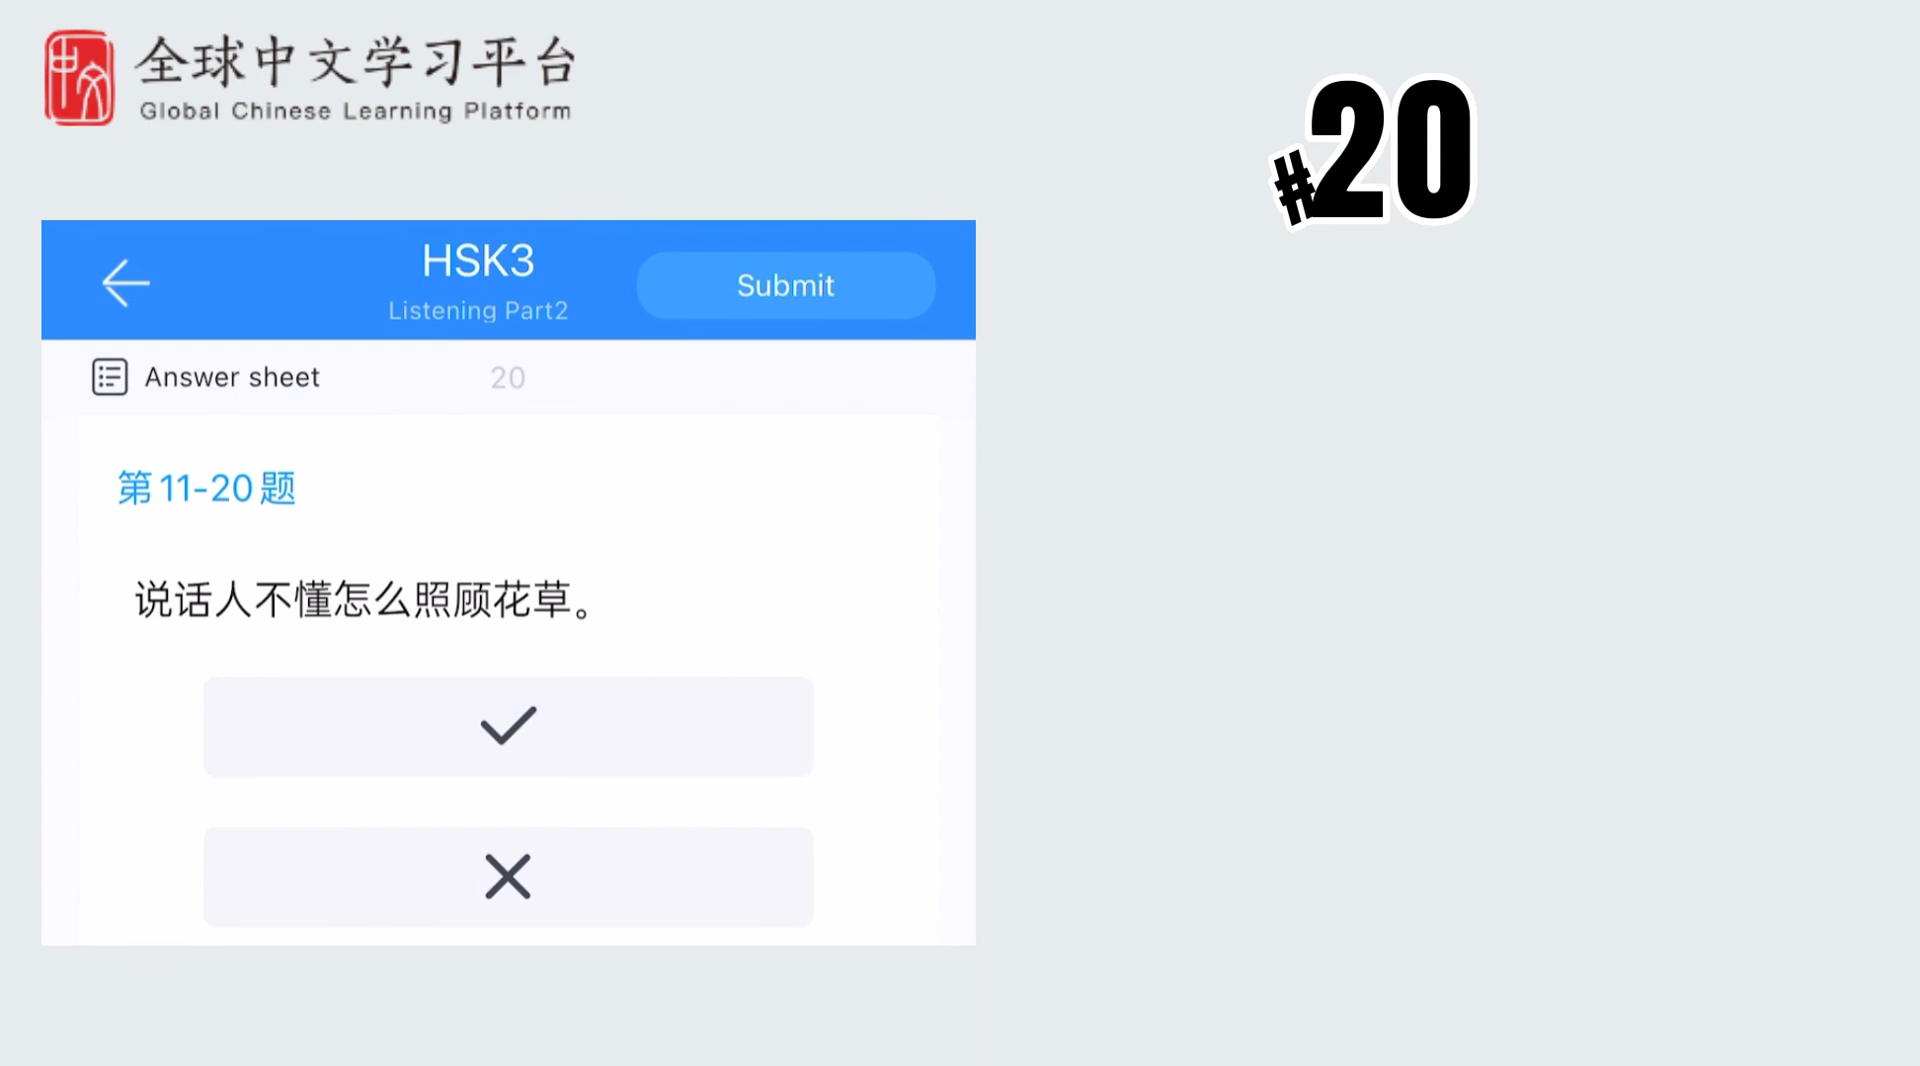 全球中文学习平台
Global Chinese Learning Platform
#20
HSK3
Submit
Listening Part2
Answer sheet
20
第11-20题
说话人不懂怎么照顾花草。